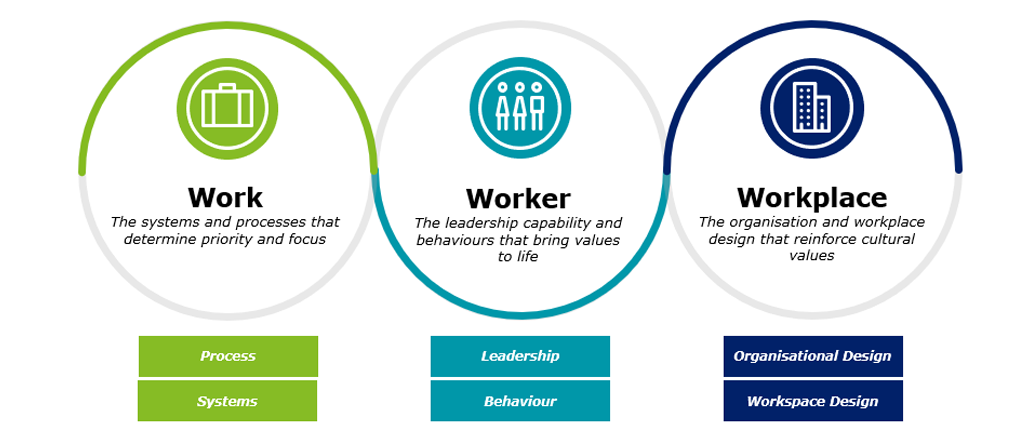 Work
The systems and processes that
determine priority and focus
Worker
The leadership capability and
behaviours that bring values
to life
Workplace
The organisation and workplace
design that reinforce cultural
values
Process
Systems
Leadership
Behaviour
Organisational Design
Workspace Design